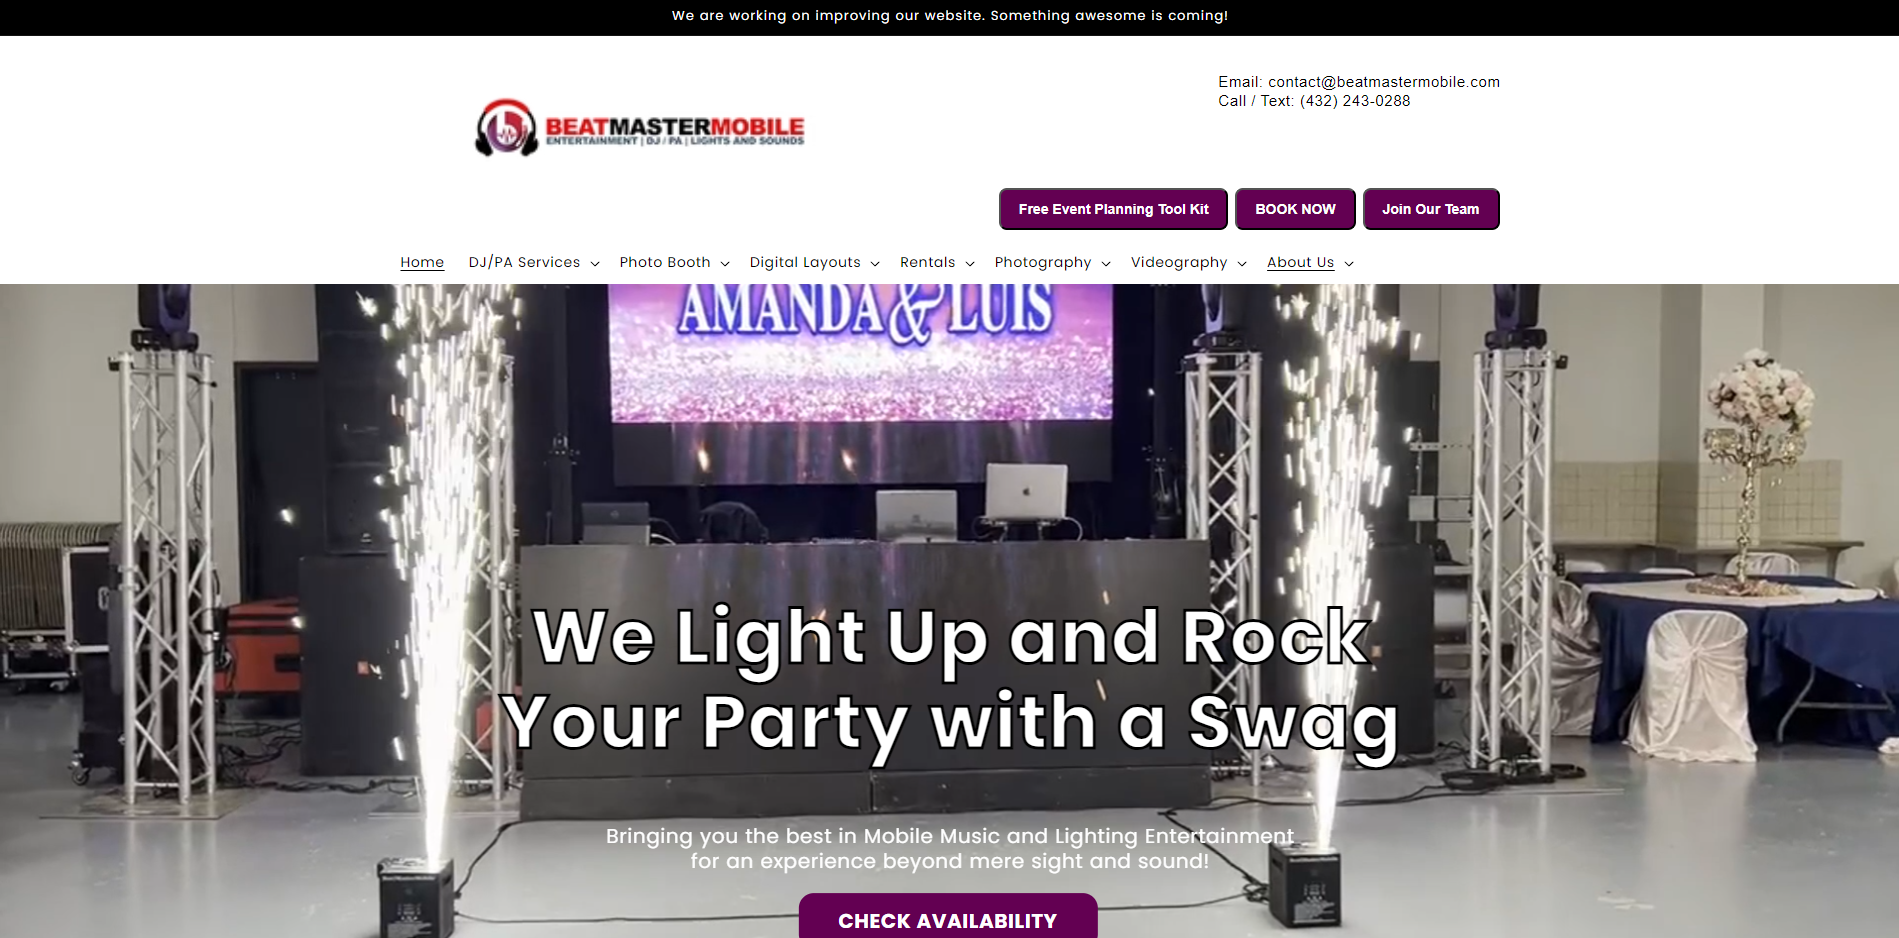 We are working on improving our website. Something awesome is coming!
Email: contact@beatmastermobile.com
Call / Text: (432) 243-0288
BEATMASTERMOBILE
ENTERTAINMENT | DJ / PA | LIGHTS AND SOUNDS
Free Event Planning Tool Kit
BOOK NOW
Join Our Team
Home
DJ/PA Services
Photo Booth
Digital Layouts
Rentals
Photography
Videography
About Us
AMANDA & LUIS
We Light Up and Rock
Your Party with a Swag
Bringing you the best in Mobile Music and Lighting Entertainment
for an experience beyond mere sight and sound!
BeatMasterMobile
CHECK AVAILABILITY